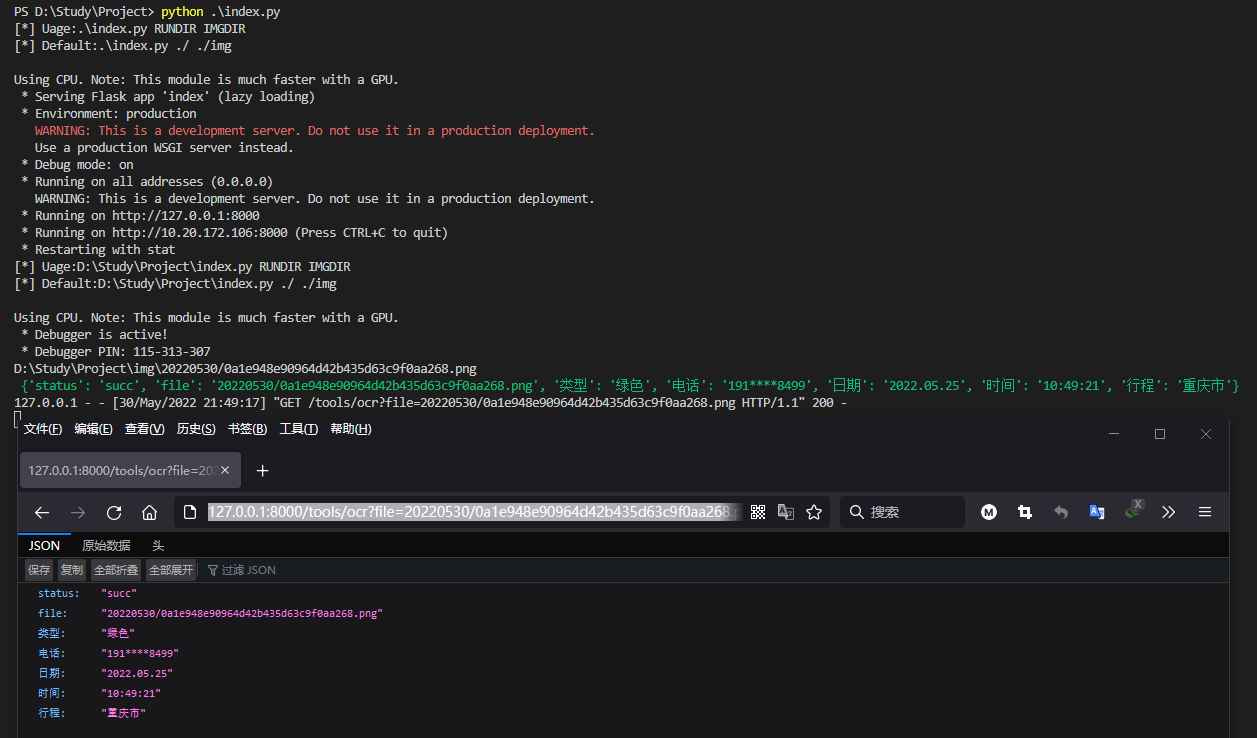 PS D:\Study\Project> python .\index.py
[*] Uage:.\index.py RUNDIR IMGDIR
[*] Default:.\index.py ./ ./img
Using CPU. Note: This module is much faster with a GPU.
* Serving Flask app 'index' (lazy loading)
* Environment: production
WARNING: This is a development server. Do not use it in a production deployment.
Use a production WSGI server instead.
* Debug mode: on
* Running on all addresses (0.0.0.0)
WARNING: This is a development server. Do not use it in a production deployment.
* Running on http://127.0.0.1:8000
* Running on http://10.20.172.106:8000 (Press CTRL+C to quit)
* Restarting with stat
[*] Uage:D:\Study\Project\index.py RUNDIR IMGDIR
[*] Default:D:\Study\Project\index.py ./ ./img
Using CPU. Note: This module is much faster with a GPU.
* Debugger is active!
* Debugger PIN: 115-313-307
D:\Study\Project\img\20220530/0a1e948e90964d42b435d63c9f0aa268.png
{'status': 'succ', 'file': '20220530/0a1e948e90964d42b435d63c9f0aa268.png', '类型': '绿色', '电话': '191****8499', '日期': '2022.05.25', '时间': '10:49:21', '行程': '重庆市'}
127.0.0.1 - - [30/May/2022 21:49:17] "GET /tools/ocr?file=20220530/0a1e948e90964d42b435d63c9f0aa268.png HTTP/1.1" 200 -
文件(F) 编辑(E) 查看(V) 历史(S) 书签(B) 工具(T) 帮助(H)
127.0.0.1:8000/tools/ocr?file=202
127.0.0.1:8000/tools/ocr?file=20220530/0a1e948e90964d42b435d63c9f0aa268.p 搜索
JSON 原始数据 头
保存 复制 全部折叠 全部展开 过滤 JSON
status: "succ"
file: "20220530/0a1e948e90964d42b435d63c9f0aa268.png"
类型: "绿色"
电话: "191****8499"
日期: "2022.05.25"
时间: "10:49:21"
行程: "重庆市"